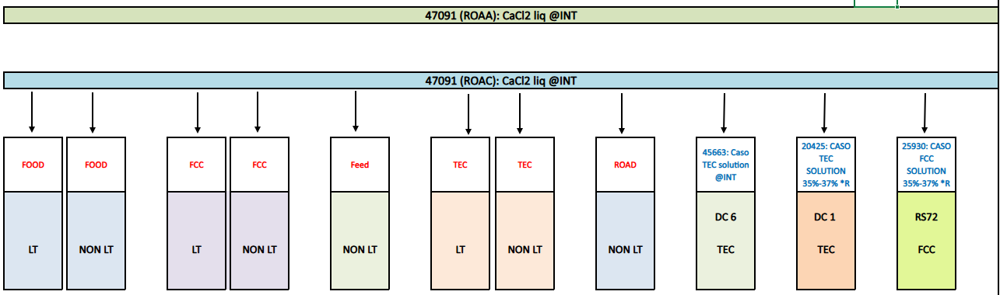 47091 (ROAA): CaCl2 liq @INT
47091 (ROAC): CaCl2 liq @INT
FOOD
FOOD
FCC
FCC
Feed
TEC
TEC
ROAD
45663: Caso
TEC solution
@INT
20425: CASO
TEC
SOLUTION
35%-37% *R
25930: CASO
FCC
SOLUTION
35%-37% *R
LT
NON LT
LT
NON LT
NON LT
LT
NON LT
NON LT
DC 6
TEC
DC 1
TEC
RS72
FCC